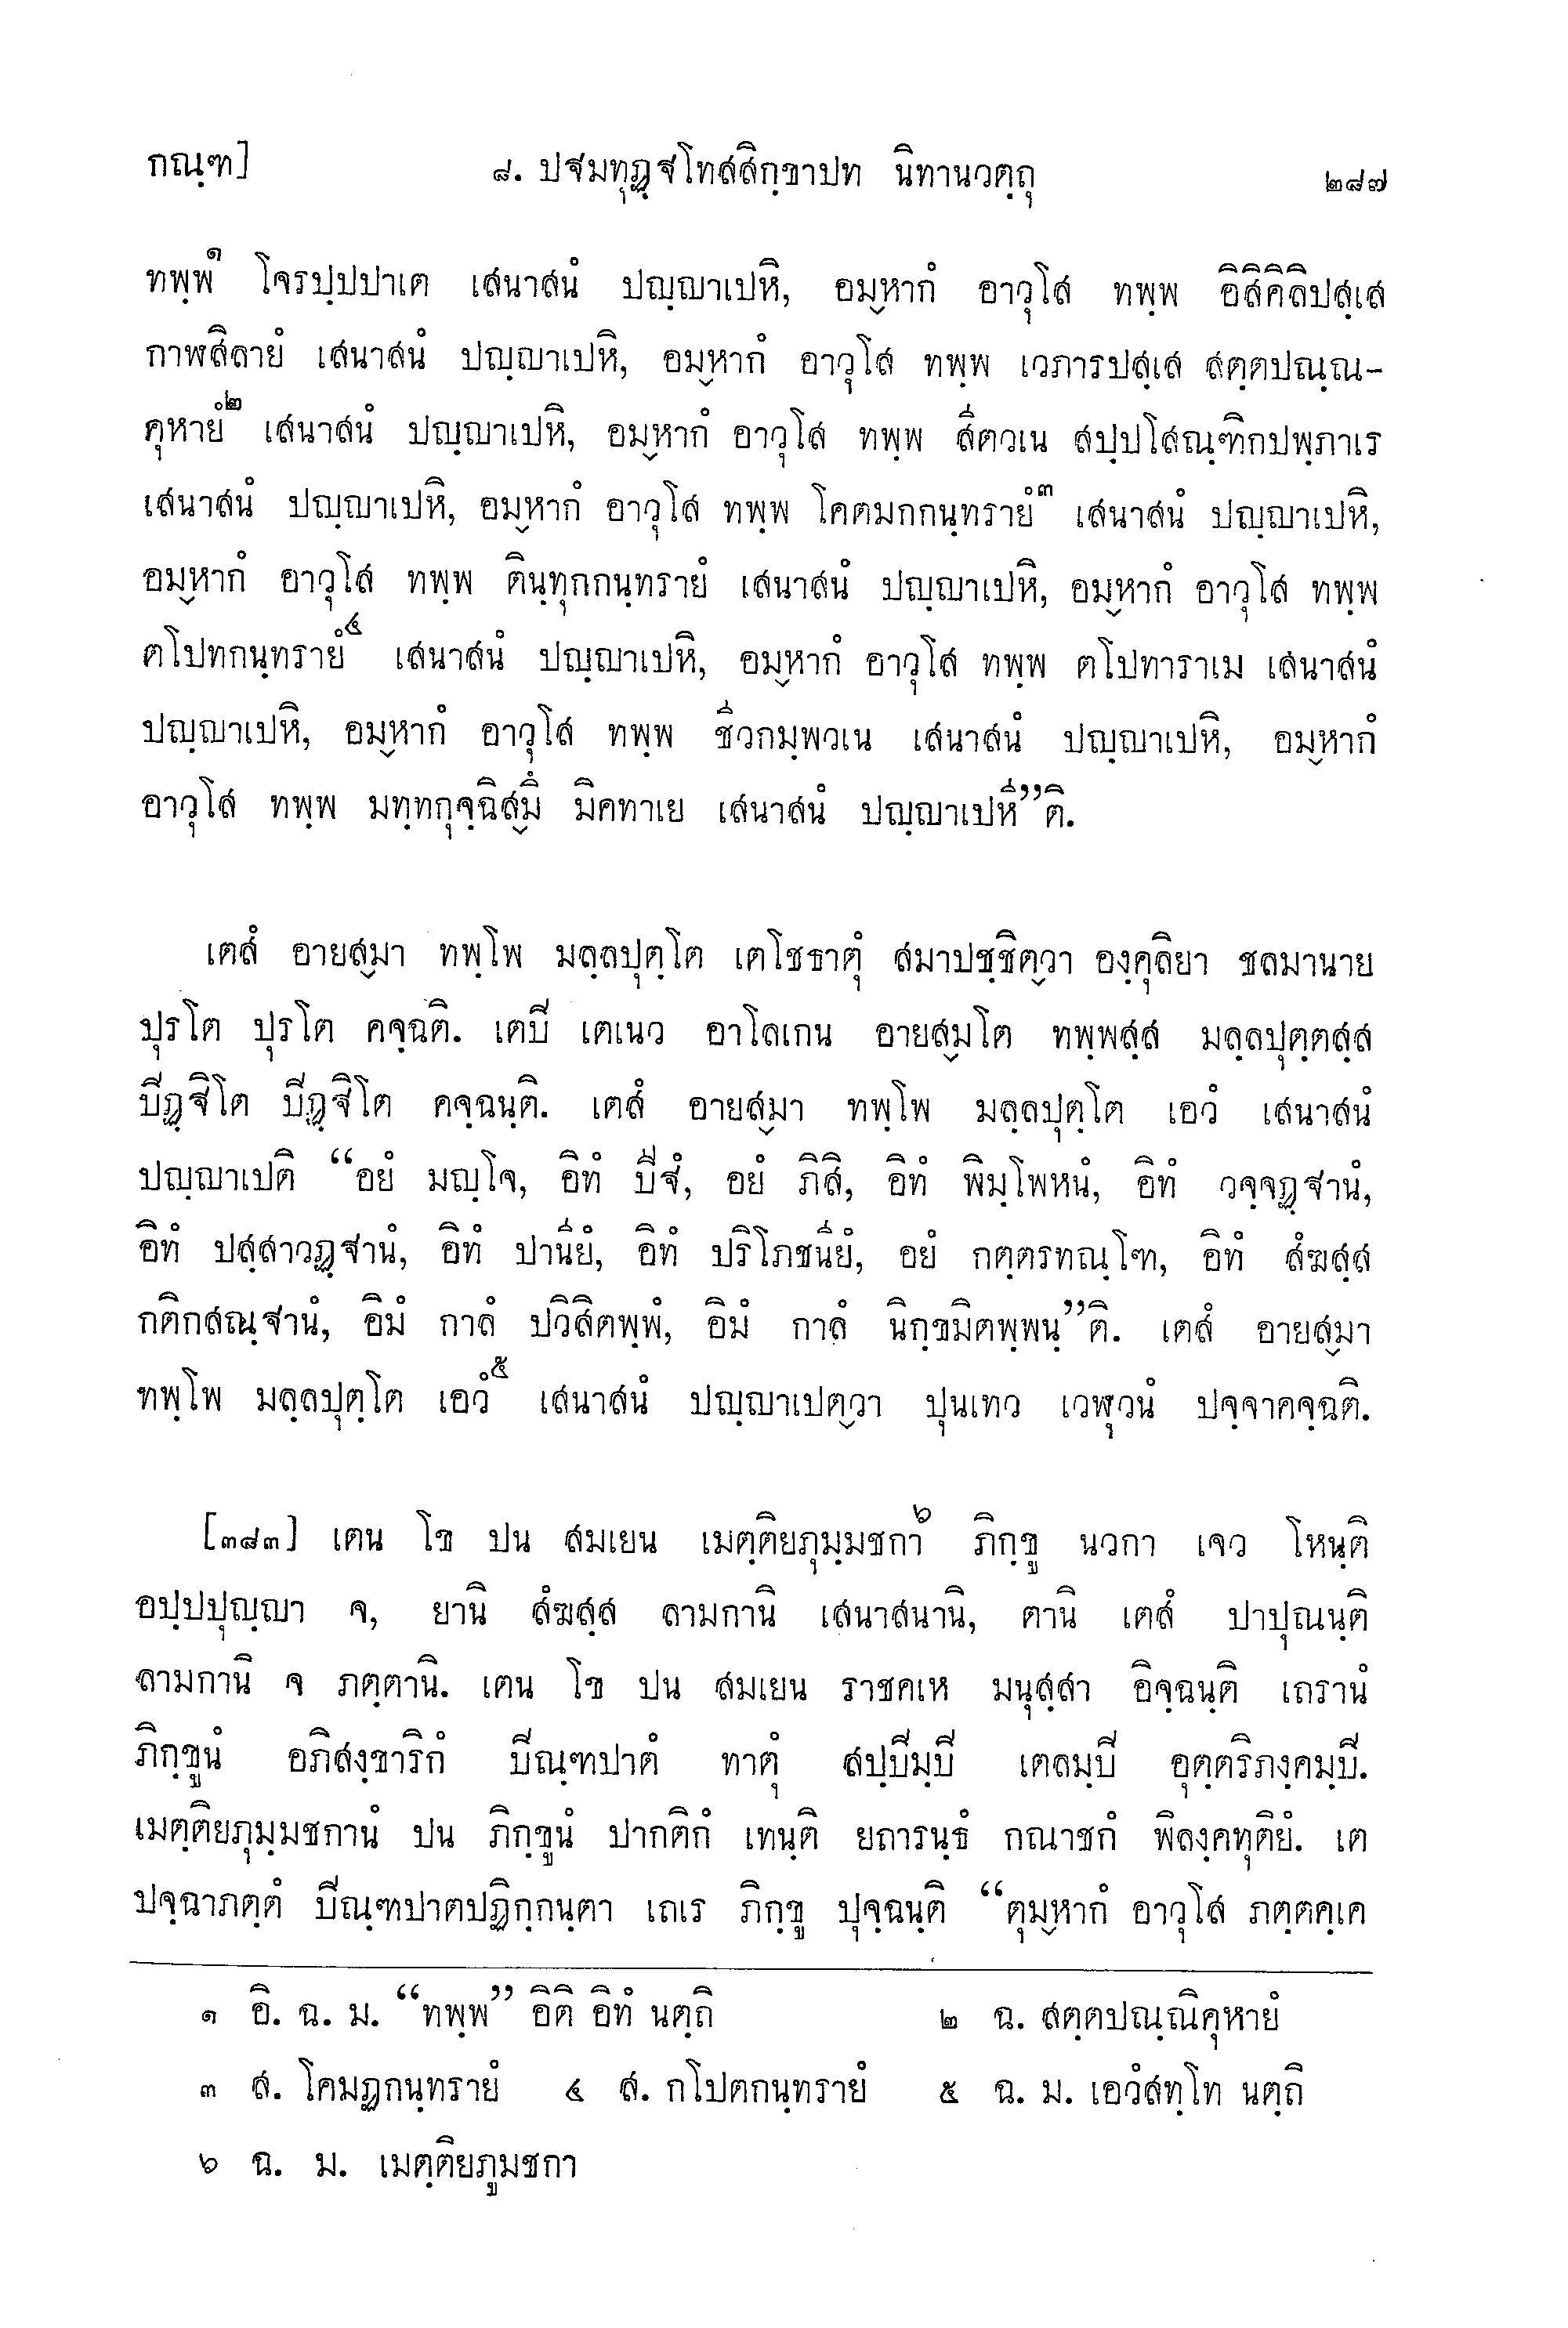 กณฺฑ]
๘. ปฐมทุฏฺฐโทสสิกฺขาปท นิทานวตฺถุ
๒๘๗
ทพฺพ๑ โจรปฺปปาเต เสนาสนํ ปญฺญาเปหิ, อมฺหากํ อาวุโส ทพฺพ อิสิคิลิปสฺเส
กาฬสิลายํ เสนาสนํ ปญฺญาเปหิ, อมฺหากํ อาวุโส ทพฺพ เวภารปสฺเส สตฺตปณฺณ-
คุหายํ๒ เสนาสนํ ปญฺญาเปหิ, อมฺหากํ อาวุโส ทพฺพ สีตวเน สปฺปโสณฺฑิกปพฺภาเร
เสนาสนํ ปญฺญาเปหิ, อมฺหากํ อาวุโส ทพฺพ โคตมกกนฺทรายํ๓ เสนาสนํ ปญฺญาเปหิ,
อมฺหากํ อาวุโส ทพฺพ ตินฺทุกกนฺทรายํ เสนาสนํ ปญฺญาเปหิ, อมฺหากํ อาวุโส ทพฺพ
ตโปทกนฺทรายํ๔ เสนาสนํ ปญฺญาเปหิ, อมฺหากํ อาวุโส ทพฺพ ตโปทาราเม เสนาสนํ
ปญฺญาเปหิ, อมฺหากํ อาวุโส ทพฺพ ชีวกมฺพวเน เสนาสนํ ปญฺญาเปหิ, อมฺหากํ
อาวุโส ทพฺพ มทฺทกุจฺฉิสฺมึ มิคทาเย เสนาสนํ ปญฺญาเปหี”ติ.
เตสํ อายสฺมา ทพฺโพ มลฺลปุตฺโต เตโชธาตุํ สมาปชฺชิตฺวา องฺคุลิยา ชลมานาย
ปุรโต ปุรโต คจฺฉติ. เตปิ เตเนว อาโลเกน อายสฺมโต ทพฺพสฺส มลฺลปุตฺตสฺส
ปิฏฺฐิโต ปิฏฺฐิโต คจฺฉนฺติ. เตสํ อายสฺมา ทพฺโพ มลฺลปุตฺโต เอวํ เสนาสนํ
ปญฺญาเปติ “อยํ มญฺโจ, อิทํ ปีฐํ, อยํ ภิสิ, อิทํ พิมฺโพหนํ, อิทํ วจฺจฏฺฐานํ,
อิทํ ปสฺสาวฏฺฐานํ, อิทํ ปานียํ, อิทํ ปริโภชนียํ, อยํ กตฺตรทณฺโฑ, อิทํ สํฆสฺส
กติกสณฺฐานํ, อิมํ กาลํ ปวิสิตพฺพํ, อิมํ กาลํ นิกฺขมิตพฺพนฺ”ติ. เตสํ อายสฺมา
ทพฺโพ มลฺลปุตฺโต เอวํ๕ เสนาสนํ ปญฺญาเปตฺวา ปุนเทว เวฬุวนํ ปจฺจาคจฺฉติ.
[๓๘๓] เตน โข ปน สมเยน เมตฺติยภุมฺมชกา๖ ภิกฺขู นวกา เจว โหนฺติ
อปฺปปุญฺญา จ, ยานิ สํฆสฺส ลามกานิ เสนาสนานิ, ตานิ เตสํ ปาปุณนฺติ
ลามกานิ จ ภตฺตานิ. เตน โข ปน สมเยน ราชคเห มนุสฺสา อิจฺฉนฺติ เถรานํ
ภิกฺขูนํ อภิสงฺขาริกํ ปิณฺฑปาตํ ทาตุํ สปฺปิมฺปิ เตลมฺปิ อุตฺตริภงฺคมฺปิ.
เมตฺติยภุมฺมชกานํ ปน ภิกฺขูนํ ปากติกํ เทนฺติ ยถารนฺธํ กณาชกํ พิลงฺคทุติยํ. เต
ปจฺฉาภตฺตํ ปิณฺฑปาตปฏิกฺกนฺตา เถเร ภิกฺขู ปุจฺฉนฺติ “ตุมฺหากํ อาวุโส ภตฺตคฺเค
๑ อิ. ฉ. ม. “ทพฺพ” อิติ อิทํ นตฺถิ ๒ ฉ. สตฺตปณฺณิคุหายํ
๓ ส. โคมฏกนฺทรายํ ๔ ส. กโปตกนฺทรายํ ๕ ฉ. ม. เอวํสทฺโท นตฺถิ
๖ ฉ. ม. เมตฺติยภูมชกา